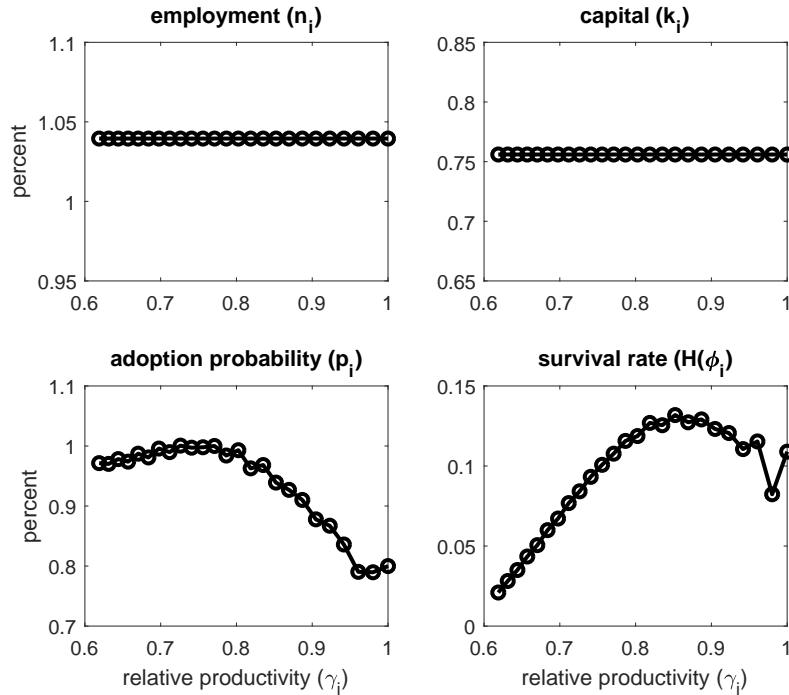 employment (n_i)
capital (k_i)
1.1
1.05
1
0.95
percent
0.6 0.7 0.8 0.9 1
0.85
0.8
0.75
0.7
0.65
0.6 0.7 0.8 0.9 1
adoption probability (p_i)
survival rate (H(ϕ_i)
1.1
1
0.9
0.8
0.7
percent
0.6 0.7 0.8 0.9 1
relative productivity (γ_i)
0.15
0.1
0.05
0
0.6 0.7 0.8 0.9 1
relative productivity (γ_i)